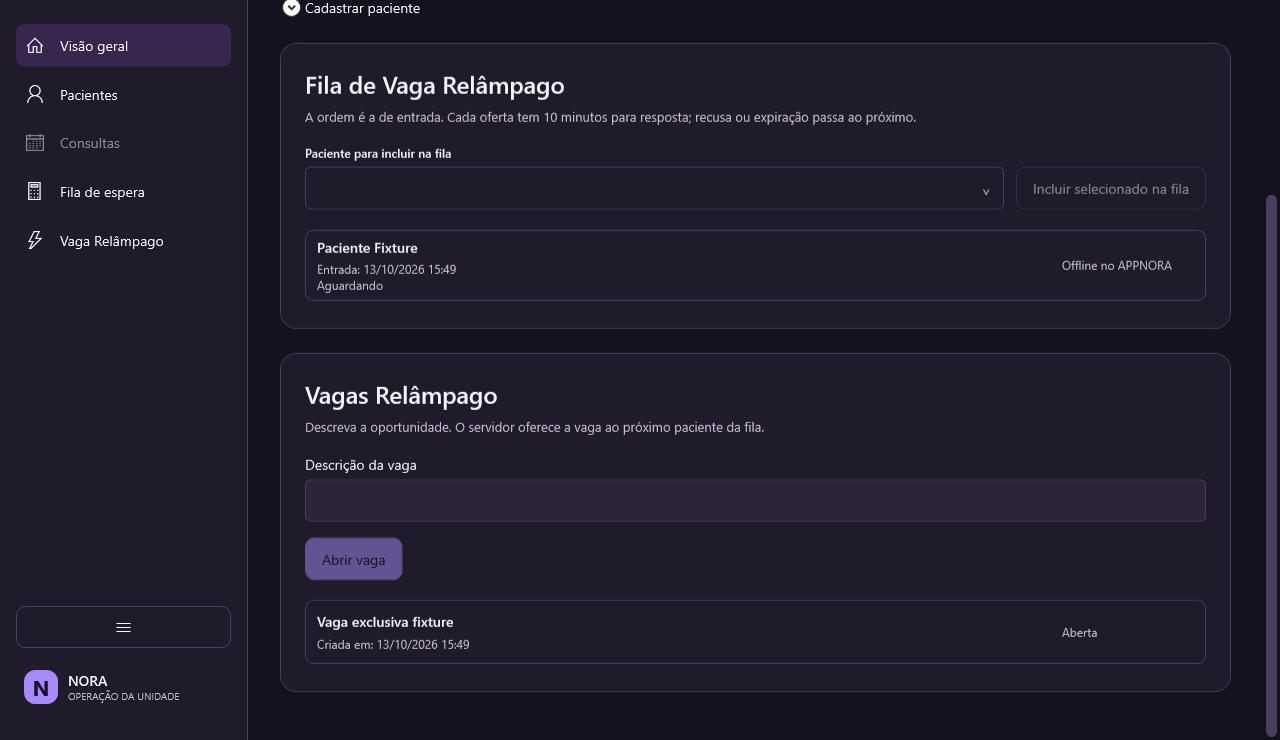 Visão geral
Pacientes
Consultas
Fila de espera
Vaga Relâmpago
N
NORA
OPERAÇÃO DA UNIDADE
Cadastrar paciente
Fila de Vaga Relâmpago
A ordem é a de entrada. Cada oferta tem 10 minutos para resposta; recusa ou expiração passa ao próximo.
Paciente para incluir na fila
Incluir selecionado na fila
Paciente Fixture
Entrada: 13/10/2026 15:49
Aguardando
Offline no APPNORA
Vagas Relâmpago
Descreva a oportunidade. O servidor oferece a vaga ao próximo paciente da fila.
Descrição da vaga
Abrir vaga
Vaga exclusiva fixture
Criada em: 13/10/2026 15:49
Aberta